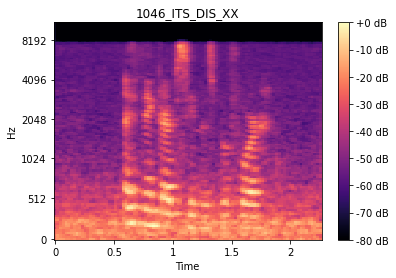 1046_ITS_DIS_XX
+0 dB
8192
-10 dB
4096
-20 dB
-30 dB
2048
Hz
-40 dB
1024
-50 dB
512
-60 dB
-70 dB
0
-80 dB
0
0.5
1
1.5
2
Time